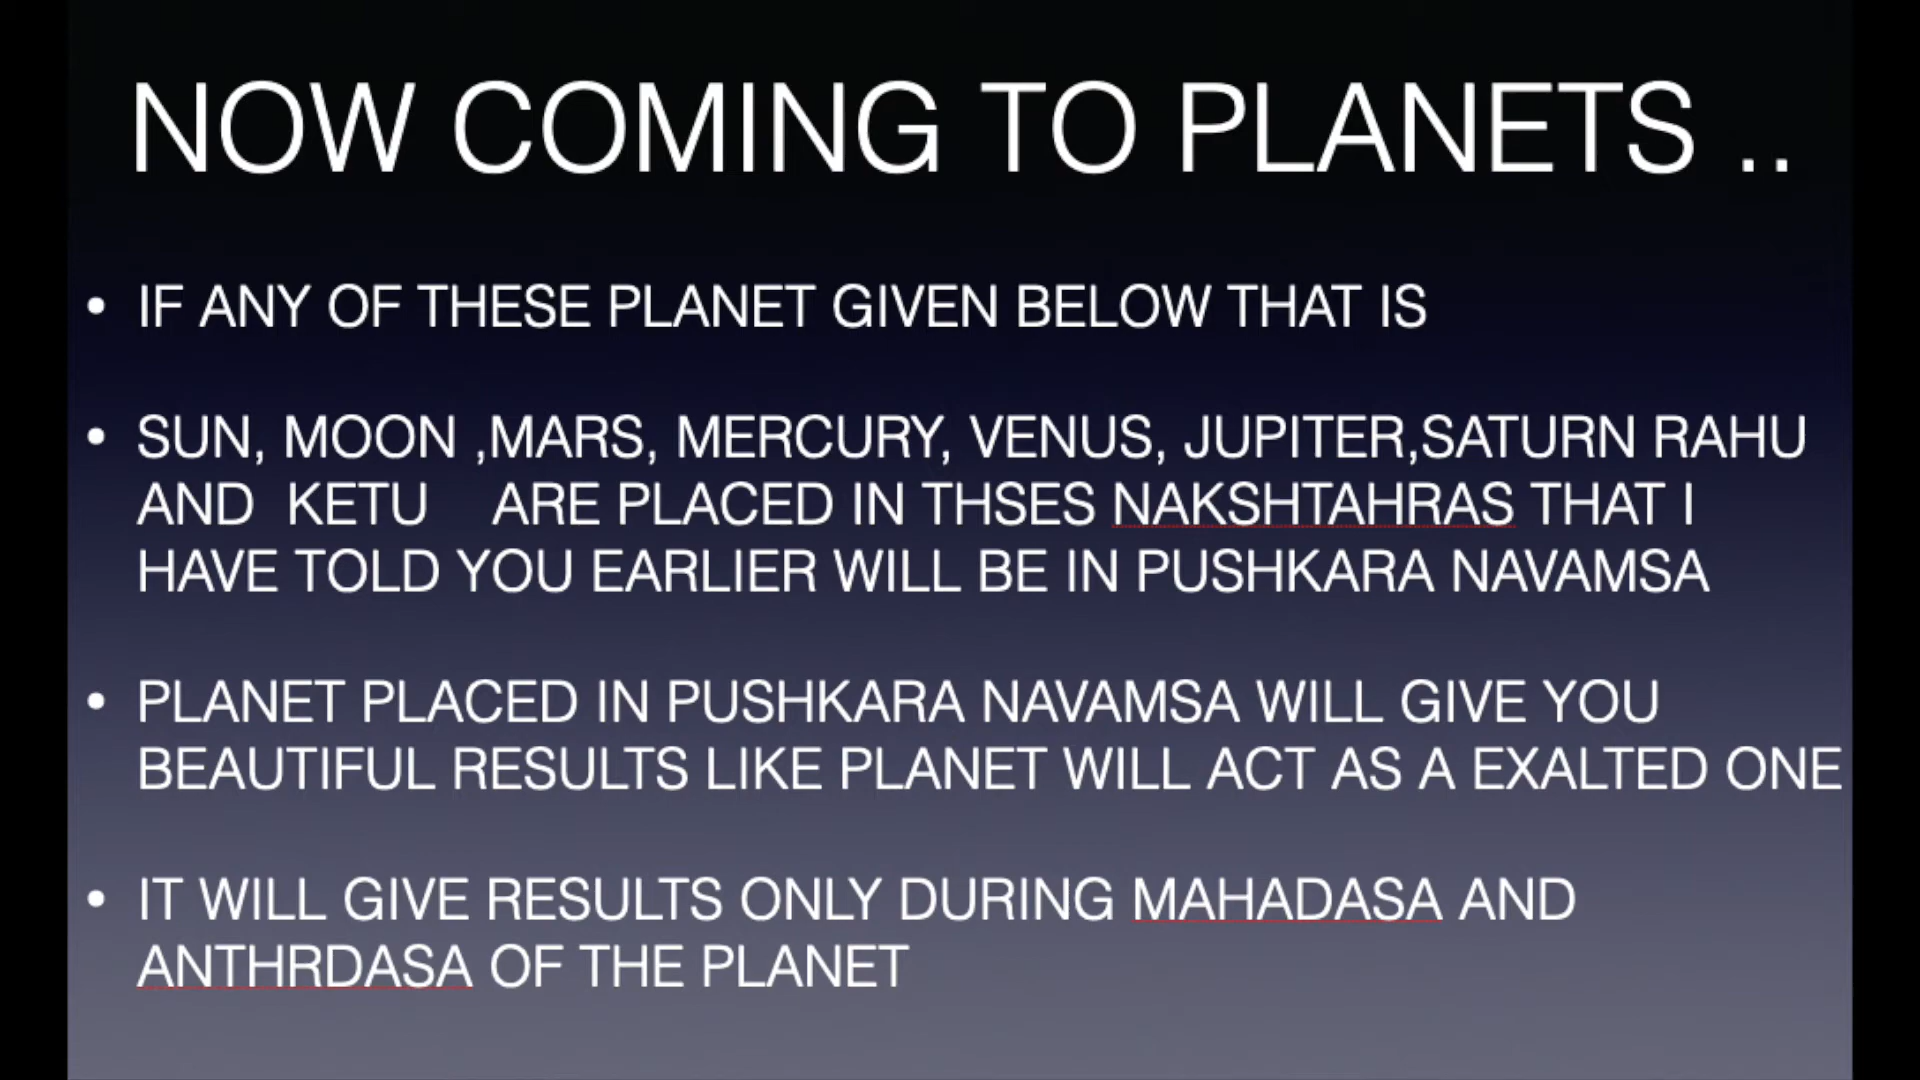 NOW COMING TO PLANETS ..
• IF ANY OF THESE PLANET GIVEN BELOW THAT IS
• SUN, MOON ,MARS, MERCURY, VENUS, JUPITER,SATURN RAHU
AND KETU ARE PLACED IN THSES NAKSHTAHRAS THAT I
HAVE TOLD YOU EARLIER WILL BE IN PUSHKARA NAVAMSA
• PLANET PLACED IN PUSHKARA NAVAMSA WILL GIVE YOU
BEAUTIFUL RESULTS LIKE PLANET WILL ACT AS A EXALTED ONE
• IT WILL GIVE RESULTS ONLY DURING MAHADASA AND
ANTHRDASA OF THE PLANET